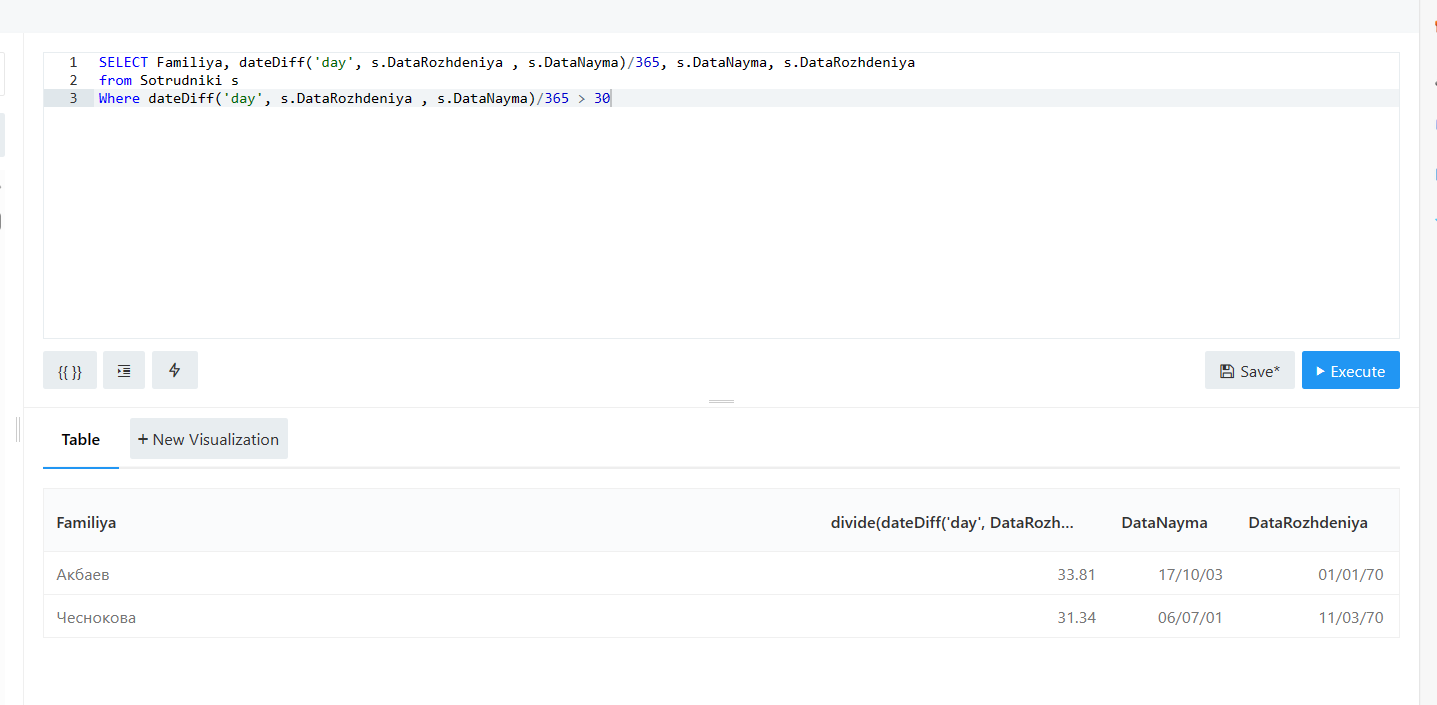 1 SELECT Familiya, dateDiff('day', s.DataRozhdeniya , s.DataNayma)/365, s.DataNayma, s.DataRozhdeniya
2 from Sotrudniki s
3 Where dateDiff('day', s.DataRozhdeniya , s.DataNayma)/365 > 30
{{ }} Save* Execute
Table + New Visualization
Familiya divide(dateDiff('day', DataRozh... DataNayma DataRozhdeniya
Акбаев 33.81 17/10/03 01/01/70
Чеснокова 31.34 06/07/01 11/03/70